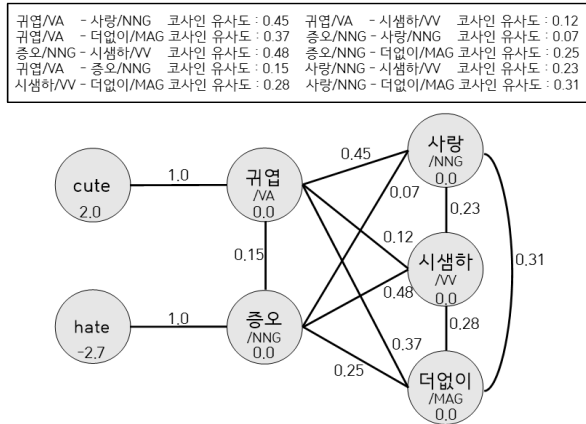 귀엽/VA - 사랑/NNG 코사인 유사도 : 0.45 귀엽/VA - 시샘하/VV 코사인 유사도 : 0.12
귀엽/VA - 더없이/MAG 코사인 유사도 : 0.37 증오/NNG - 사랑/NNG 코사인 유사도 : 0.07
증오/NNG - 시샘하/VV 코사인 유사도 : 0.48 증오/NNG - 더없이/MAG 코사인 유사도 : 0.25
귀엽/VA - 증오/NNG 코사인 유사도 : 0.15 사랑/NNG - 시샘하/VV 코사인 유사도 : 0.23
시샘하/VV - 더없이/MAG 코사인 유사도 : 0.28 사랑/NNG - 더없이/MAG 코사인 유사도 : 0.31
cute
2.0
1.0
귀엽
/VA
0.0
0.45
사랑
/NNG
0.0
0.07
0.23
0.15
0.12
시샘하
/VV
0.0
0.31
0.48
hate
-2.7
1.0
증오
/NNG
0.0
0.28
0.37
0.25
더없이
/MAG
0.0